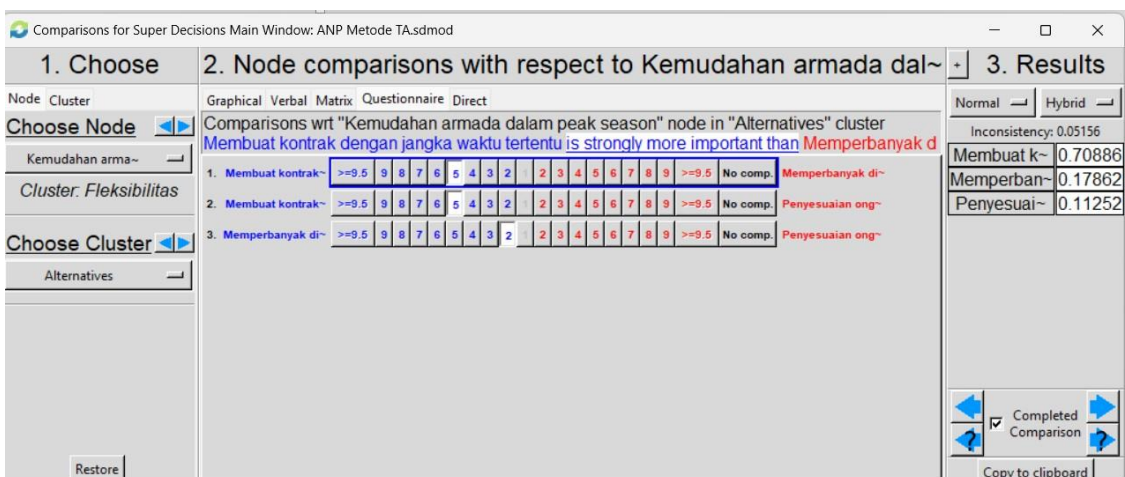 Comparisons for Super Decisions Main Window: ANP Metode TA.sdmod
1. Choose
Node Cluster
Choose Node
Kemudahan arma~
Cluster: Fleksibilitas
Choose Cluster
Alternatives
Restore
2. Node comparisons with respect to Kemudahan armada dal~
Graphical Verbal Matrix Questionnaire Direct
Comparisons wrt "Kemudahan armada dalam peak season" node in "Alternatives" cluster
Membuat kontrak dengan jangka waktu tertentu is strongly more important than Memperbanyak d
1. Membuat kontrak~ >=9.5 9 8 7 6 5 4 3 2 1 2 3 4 5 6 7 8 9 >=9.5 No comp. Memperbanyak di~
2. Membuat kontrak~ >=9.5 9 8 7 6 5 4 3 2 1 2 3 4 5 6 7 8 9 >=9.5 No comp. Penyesuaian ong~
3. Memperbanyak di~ >=9.5 9 8 7 6 5 4 3 2 1 2 3 4 5 6 7 8 9 >=9.5 No comp. Penyesuaian ong~
+ 3. Results
Normal Hybrid
Inconsistency: 0.05156
Membuat k~ 0.70886
Memperban~ 0.17862
Penyesuai~ 0.11252
Completed
Comparison
? ?
Copy to clipboard